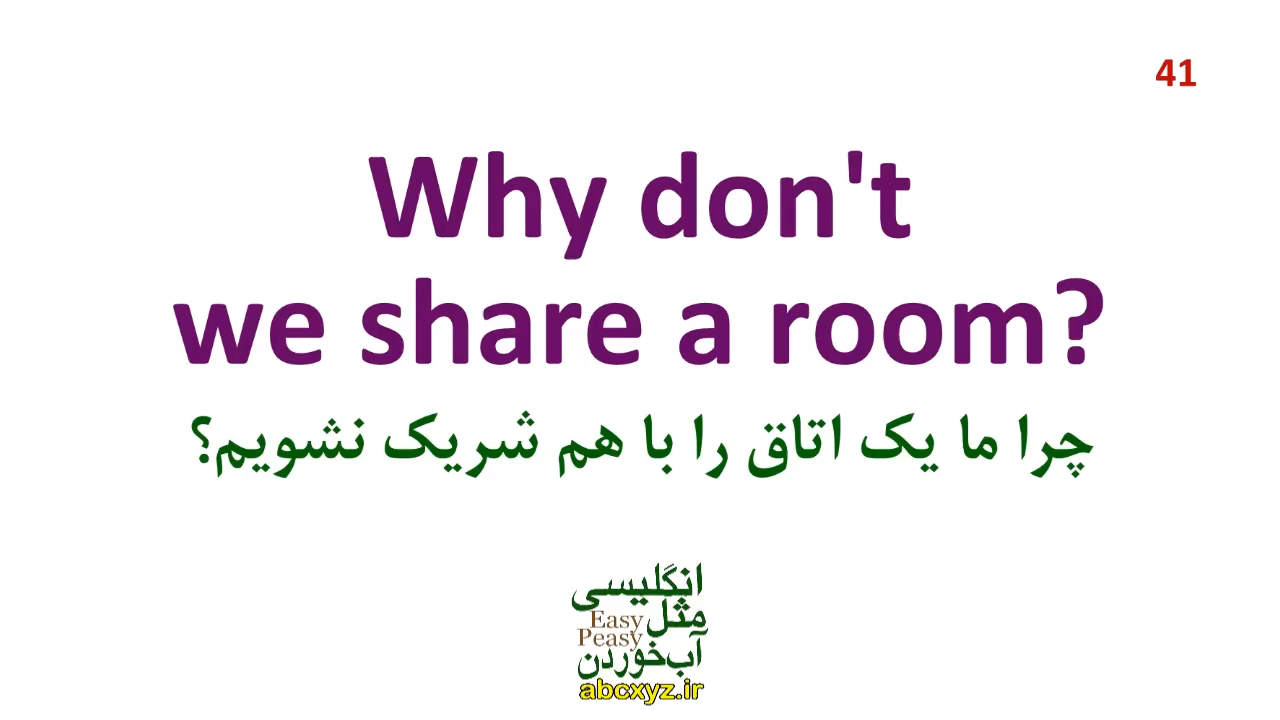 41
Why don't
we share a room?
چرا ما یک اتاق را با هم شریک نشویم؟
انگلیسی
مثل
Easy
Peasy
آب‌خوردن
abcxyz.ir